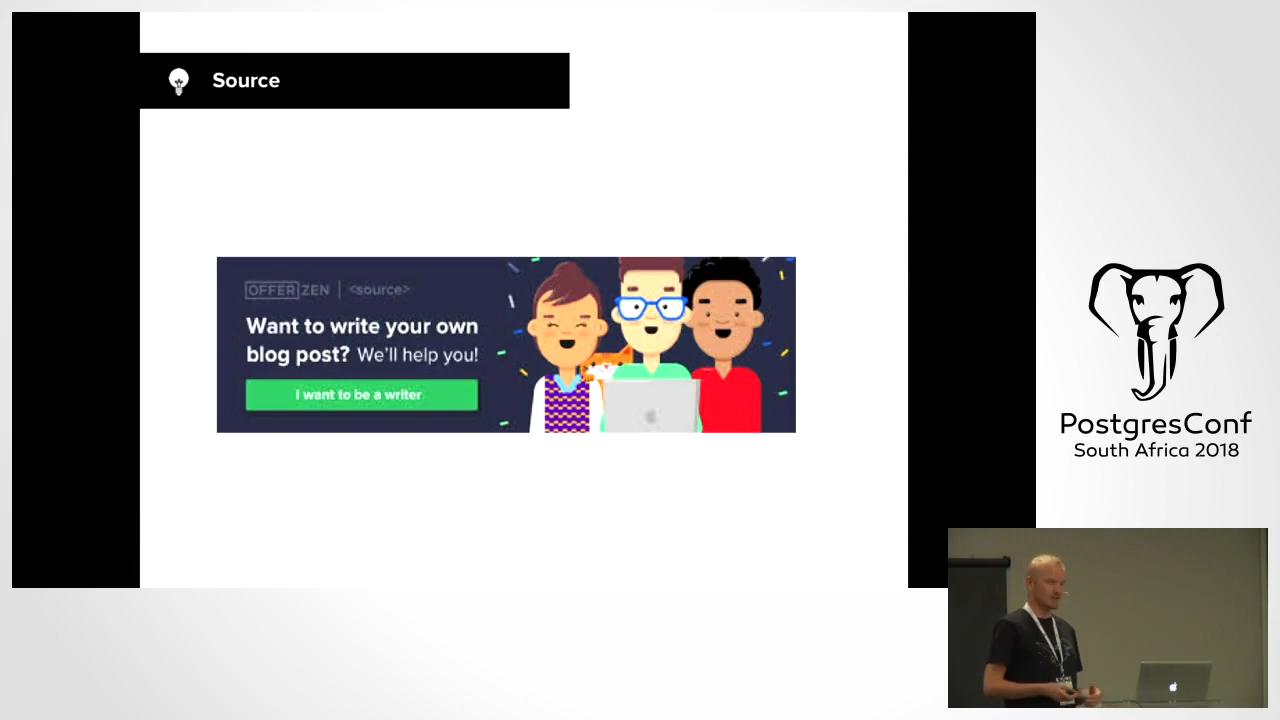 Source
OFFERZEN | <source>
Want to write your own
blog post? We'll help you!
I want to be a writer
PostgresConf
South Africa 2018